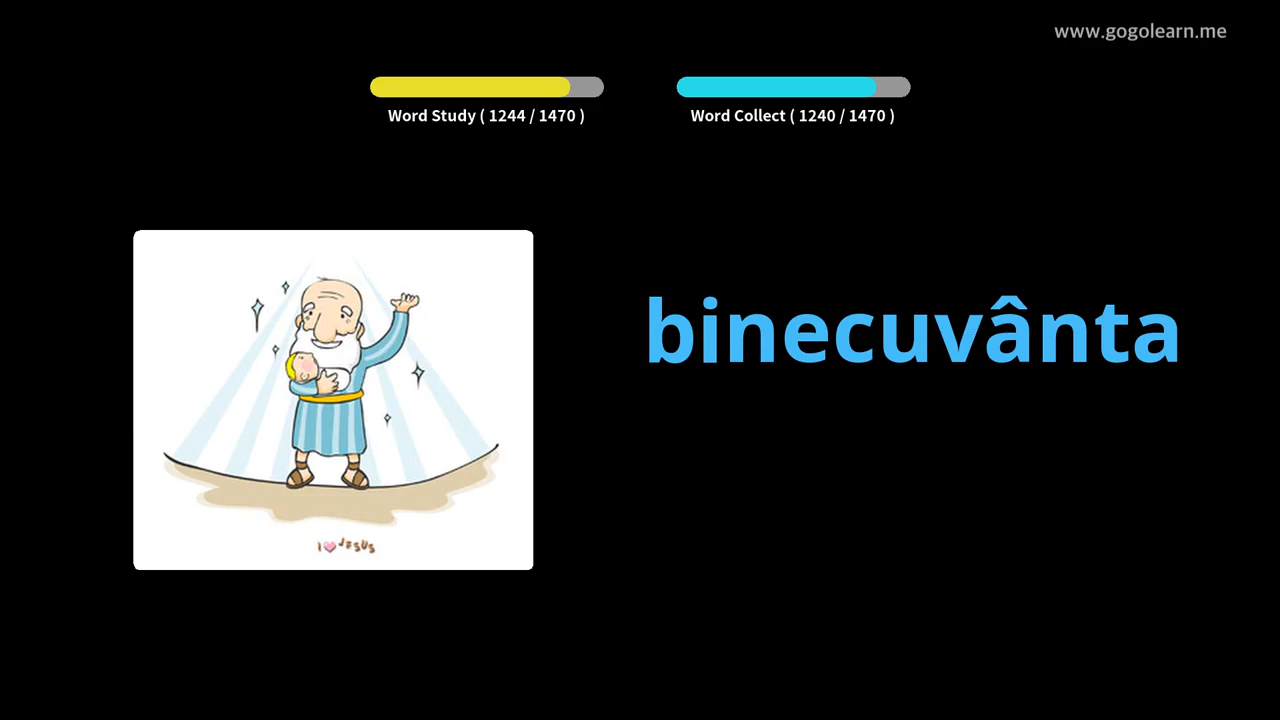 www.gogolearn.me
Word Study ( 1244 / 1470 )
Word Collect ( 1240 / 1470 )
binecuvânta
I ♥ JESUS